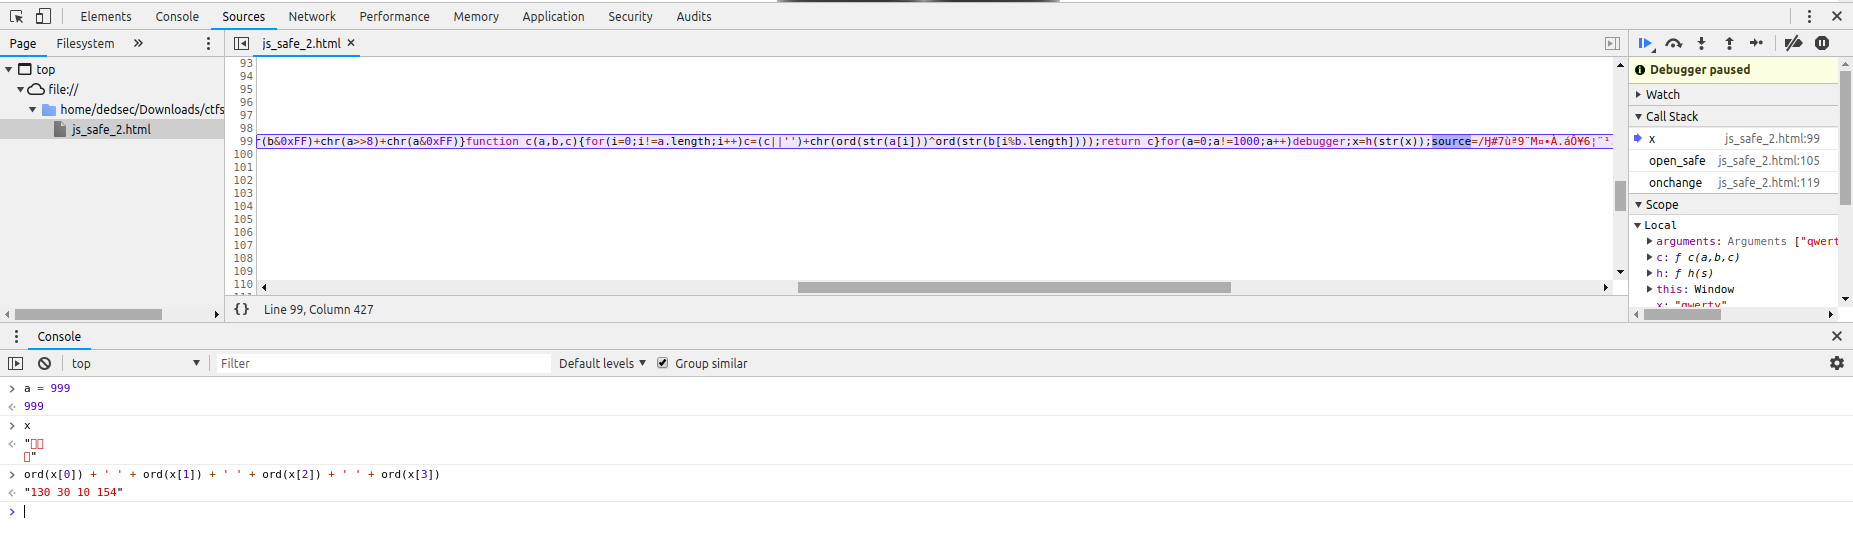 Elements Console Sources Network Performance Memory Application Security Audits
Page Filesystem » js_safe_2.html ×
Debugger paused
top
file://
home/dedsec/Downloads/ctfs
js_safe_2.html
93
94
95
96
97
98
99 r(b&0xFF)+chr(a>>8)+chr(a&0xFF)}function c(a,b,c){for(i=0;i!=a.length;i++)c=(c||'')+chr(ord(str(a[i]))^ord(str(b[i%b.length])));return c}for(a=0;a!=1000;a++)debugger;x=h(str(x));source=/Ӈ#7ùª9¨M¤•À.áÔ¥6¦¨¹
100
101
102
103
104
105
106
107
108
109
110
Watch
Call Stack
x js_safe_2.html:99
open_safe js_safe_2.html:105
onchange js_safe_2.html:119
Scope
Local
arguments: Arguments ["qwert
c: ƒ c(a,b,c)
h: ƒ h(s)
this: Window
x: "qwerty"
{} Line 99, Column 427
Console
top Filter Default levels Group similar
> a = 999
999
> x
"
"
> ord(x[0]) + ' ' + ord(x[1]) + ' ' + ord(x[2]) + ' ' + ord(x[3])
"130 30 10 154"
>